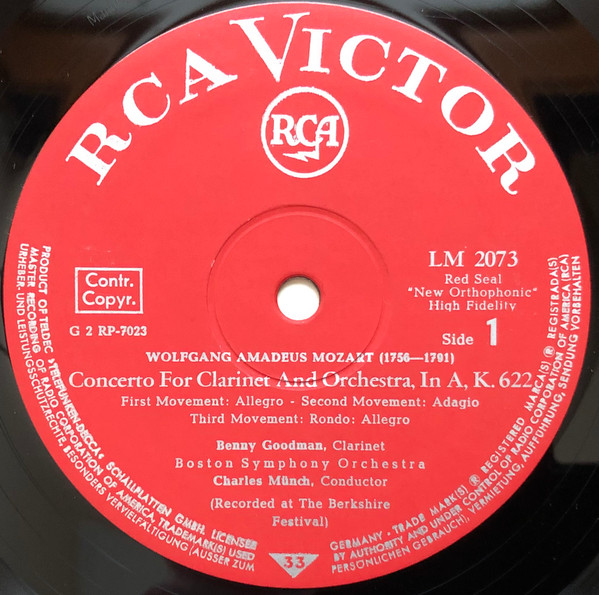 RCA VICTOR
RCA
LM 2073
Red Seal
"New Orthophonic"
High Fidelity
Contr.
Copyr.
G 2 RP-7023
Side 1
WOLFGANG AMADEUS MOZART (1756—1791)
Concerto For Clarinet And Orchestra, In A, K. 622
First Movement: Allegro - Second Movement: Adagio
Third Movement: Rondo: Allegro
Benny Goodman, Clarinet
Boston Symphony Orchestra
Charles Münch, Conductor
(Recorded at The Berkshire
Festival)
33
PRODUCT OF TELDEC »TELEFUNKEN-DECCA« SCHALLPLATTEN GMBH. LICENSEE
MASTER RECORDING OF RADIO CORPORATION OF AMERICA, TRADEMARK(S) USED
URHEBER- UND LEISTUNGSSCHUTZRECHTE, BESONDERS VERVIELFÄLTIGUNG (AUSSER ZUM
GERMANY · TRADE MARK(S) ® REGISTERED MARCA(S) ® REGISTRADA(S)
BY AUTHORITY AND UNDER CONTROL OF RADIO CORPORATION OF AMERICA (RCA)
PERSÖNLICHEN GEBRAUCH), VERMIETUNG, AUFFÜHRUNG, SENDUNG VORBEHALTEN